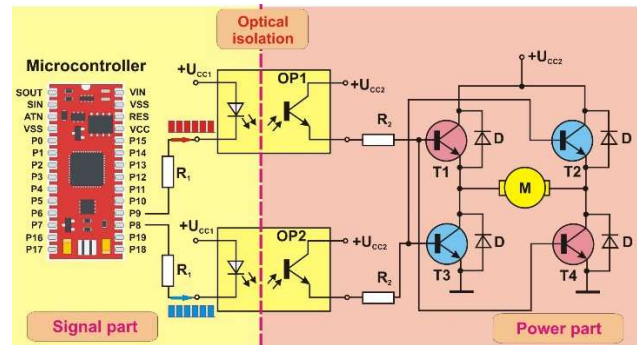 Optical
isolation
Microcontroller
SOUT
SIN
ATN
VSS
P0
P1
P2
P3
P4
P5
P6
P7
P16
P17
VIN
VSS
RES
VCC
P15
P14
P13
P12
P11
P10
P9
P8
P19
P18
+UCC1
OP1
+UCC2
+UCC2
R1
R2
D
D
T1
T2
M
+UCC1
OP2
+UCC2
R1
R2
D
D
T3
T4
Signal part
Power part